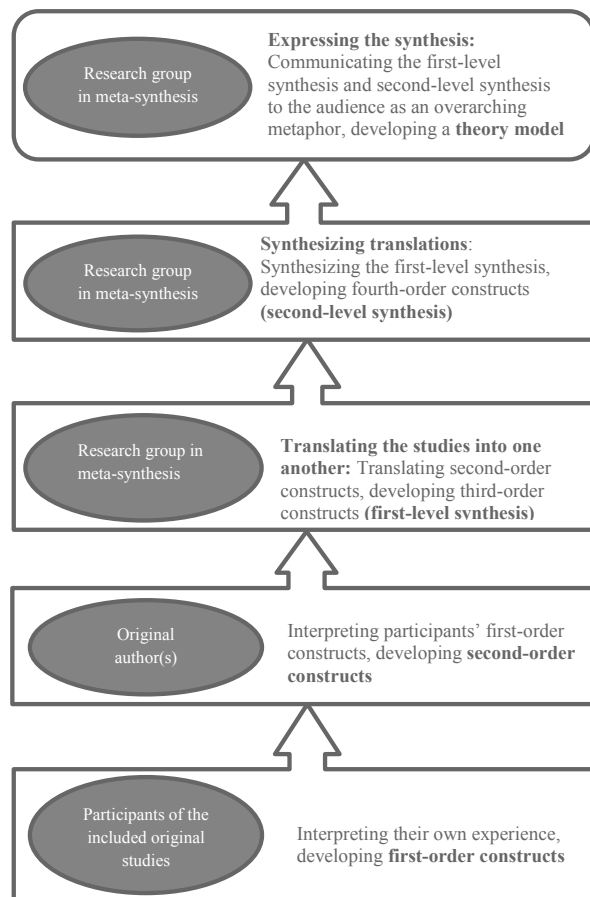 Research group
in meta-synthesis
Expressing the synthesis:
Communicating the first-level
synthesis and second-level synthesis
to the audience as an overarching
metaphor, developing a theory model
Research group
in meta-synthesis
Synthesizing translations:
Synthesizing the first-level synthesis,
developing fourth-order constructs
(second-level synthesis)
Research group in
meta-synthesis
Translating the studies into one
another: Translating second-order
constructs, developing third-order
constructs (first-level synthesis)
Original
author(s)
Interpreting participants’ first-order
constructs, developing second-order
constructs
Participants of the
included original
studies
Interpreting their own experience,
developing first-order constructs